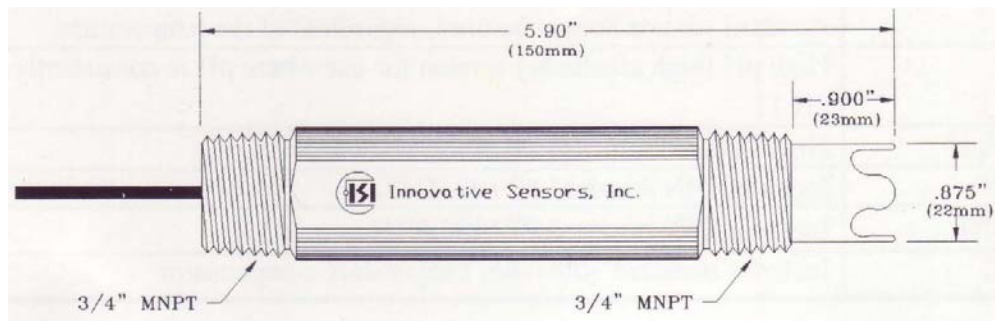 5.90"
(150mm)
.900"
(23mm)
ISI Innovative Sensors, Inc.
.875"
(22mm)
3/4" MNPT
3/4" MNPT